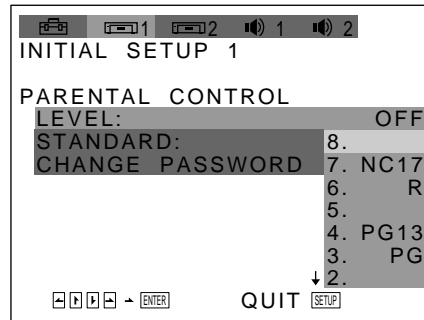 1 2 1 2
INITIAL SETUP 1
PARENTAL CONTROL
LEVEL: OFF
STANDARD: 8.
CHANGE PASSWORD 7. NC17
6. R
5.
4. PG13
3. PG
2.
ENTER QUIT SETUP